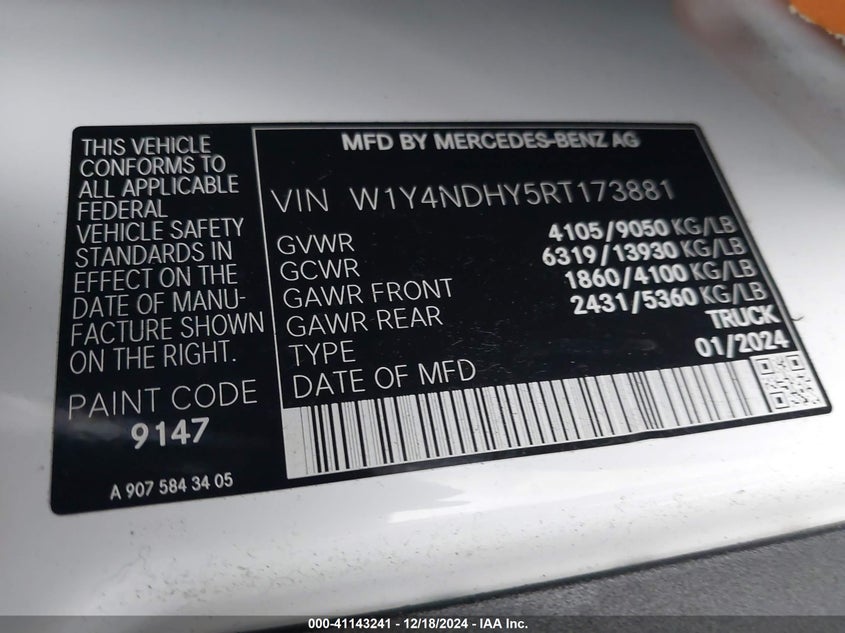 THIS VEHICLE
CONFORMS TO
ALL APPLICABLE
FEDERAL
VEHICLE SAFETY
STANDARDS IN
EFFECT ON THE
DATE OF MANU-
FACTURE SHOWN
ON THE RIGHT.
PAINT CODE
9147
A 907 584 34 05
MFD BY MERCEDES-BENZ AG
VIN W1Y4NDHY5RT173881
GVWR 4105/9050 KG/LB
GCWR 6319/13930 KG/LB
GAWR FRONT 1860/4100 KG/LB
GAWR REAR 2431/5360 KG/LB
TYPE TRUCK
DATE OF MFD 01/2024
000-41143241 - 12/18/2024 - IAA Inc.